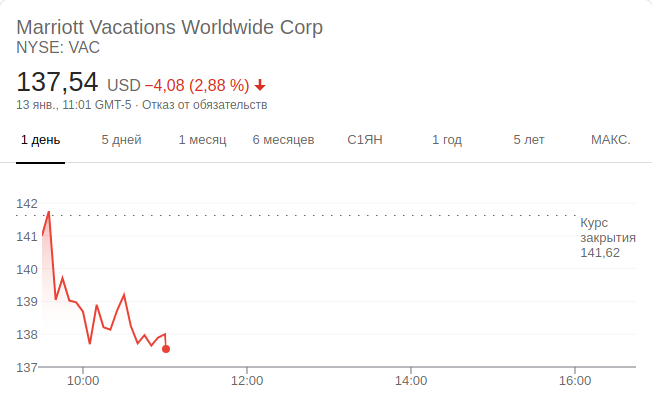 Marriott Vacations Worldwide Corp
NYSE: VAC
137,54 USD −4,08 (2,88 %)
13 янв., 11:01 GMT-5 · Отказ от обязательств
1 день 5 дней 1 месяц 6 месяцев С1ЯН 1 год 5 лет МАКС.
142
141
140
139
138
137
Курс
закрытия
141,62
10:00 12:00 14:00 16:00